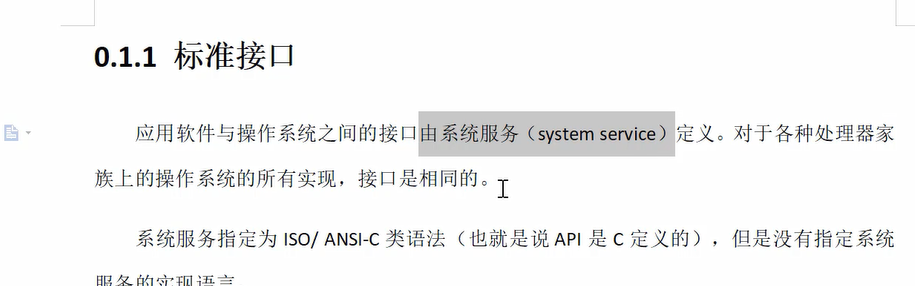 0.1.1 标准接口
应用软件与操作系统之间的接口由系统服务（system service）定义。对于各种处理器家
族上的操作系统的所有实现，接口是相同的。
系统服务指定为 ISO/ ANSI-C 类语法（也就是说 API 是 C 定义的），但是没有指定系统
服务的实现语言